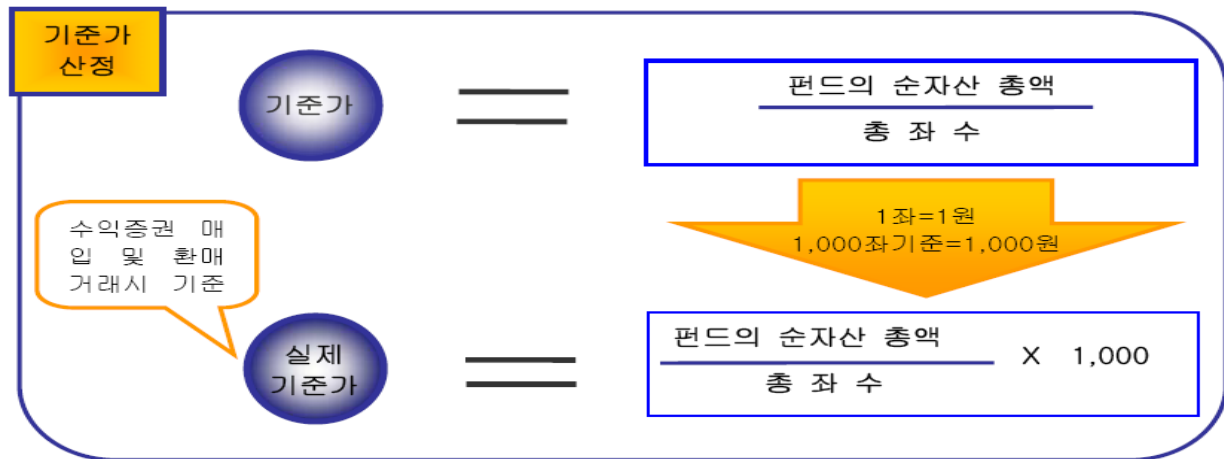 기준가
산정
기준가
펀드의 순자산 총액
총 좌 수
1좌=1원
1,000좌기준=1,000원
수익증권 매
입 및 환매
거래시 기준
실제
기준가
펀드의 순자산 총액
총 좌 수
X 1,000